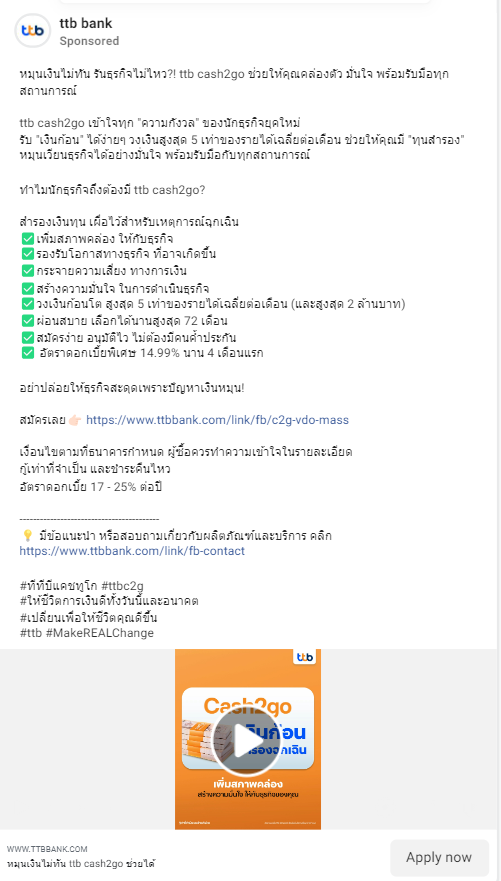 ttb bank
Sponsored
หมุนเงินไม่ทัน รันธุรกิจไม่ไหว?! ttb cash2go ช่วยให้คุณคล่องตัว มั่นใจ พร้อมรับมือทุก
สถานการณ์
ttb cash2go เข้าใจทุก "ความกังวล" ของนักธุรกิจยุคใหม่
รับ "เงินก้อน" ได้ง่ายๆ วงเงินสูงสุด 5 เท่าของรายได้เฉลี่ยต่อเดือน ช่วยให้คุณมี "ทุนสำรอง"
หมุนเวียนธุรกิจได้อย่างมั่นใจ พร้อมรับมือกับทุกสถานการณ์
ทำไมนักธุรกิจถึงต้องมี ttb cash2go?
สำรองเงินทุน เผื่อไว้สำหรับเหตุการณ์ฉุกเฉิน
✅เพิ่มสภาพคล่อง ให้กับธุรกิจ
✅รองรับโอกาสทางธุรกิจ ที่อาจเกิดขึ้น
✅กระจายความเสี่ยง ทางการเงิน
✅สร้างความมั่นใจ ในการดำเนินธุรกิจ
✅วงเงินก้อนโต สูงสุด 5 เท่าของรายได้เฉลี่ยต่อเดือน (และสูงสุด 2 ล้านบาท)
✅ผ่อนสบาย เลือกได้นานสูงสุด 72 เดือน
✅สมัครง่าย อนุมัติไว ไม่ต้องมีคนค้ำประกัน
✅ อัตราดอกเบี้ยพิเศษ 14.99% นาน 4 เดือนแรก
อย่าปล่อยให้ธุรกิจสะดุดเพราะปัญหาเงินหมุน!
สมัครเลย 👉🏻 https://www.ttbbank.com/link/fb/c2g-vdo-mass
เงื่อนไขตามที่ธนาคารกำหนด ผู้ซื้อควรทำความเข้าใจในรายละเอียด
กู้เท่าที่จำเป็น และชำระคืนไหว
อัตราดอกเบี้ย 17 - 25% ต่อปี
-----------------------------------------
💡 มีข้อแนะนำ หรือสอบถามเกี่ยวกับผลิตภัณฑ์และบริการ คลิก
https://www.ttbbank.com/link/fb-contact
#ทีทีบีแคชทูโก #ttbc2g
#ให้ชีวิตการเงินดีทั้งวันนี้และอนาคต
#เปลี่ยนเพื่อให้ชีวิตคุณดีขึ้น
#ttb #MakeREALChange
ttb
Cash2go
เงินก้อน
สำรองฉุกเฉิน
เพิ่มสภาพคล่อง
สร้างความมั่นใจ ให้กับธุรกิจของคุณ
WWW.TTBBANK.COM
หมุนเงินไม่ทัน ttb cash2go ช่วยได้
Apply now